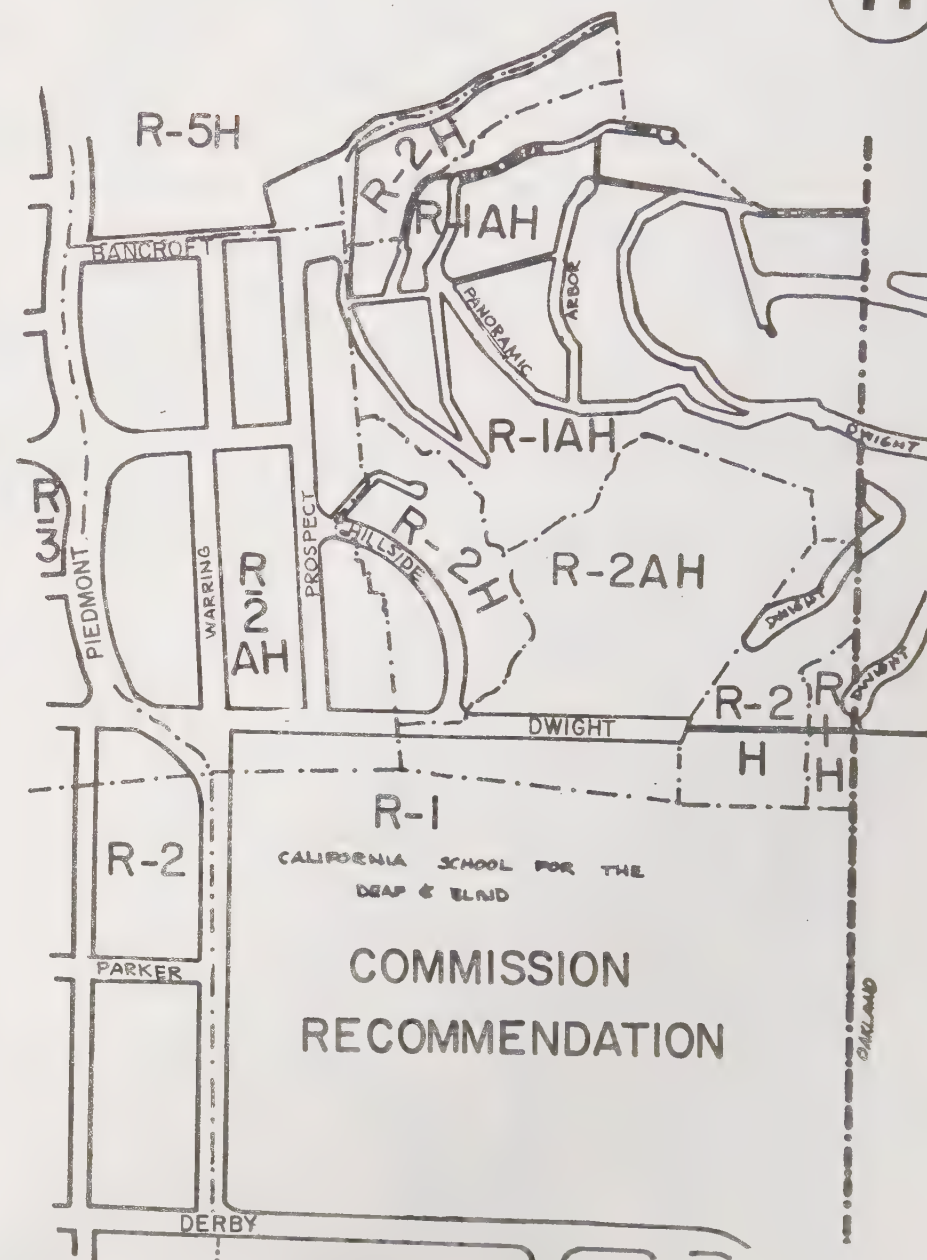 R-5H
R-2H
R-1AH
BANCROFT
PANORAMIC
ARBOR
R-1AH
DWIGHT
R-3
PIEDMONT
WARRING
R
2
AH
PROSPECT
HILLSIDE
R-2H
R-2AH
DWIGHT
DWIGHT
R-2
H
R
1
H
DWIGHT
R-1
R-2
CALIFORNIA SCHOOL FOR THE
DEAF & BLIND
COMMISSION
RECOMMENDATION
PARKER
OAKLAND
DERBY